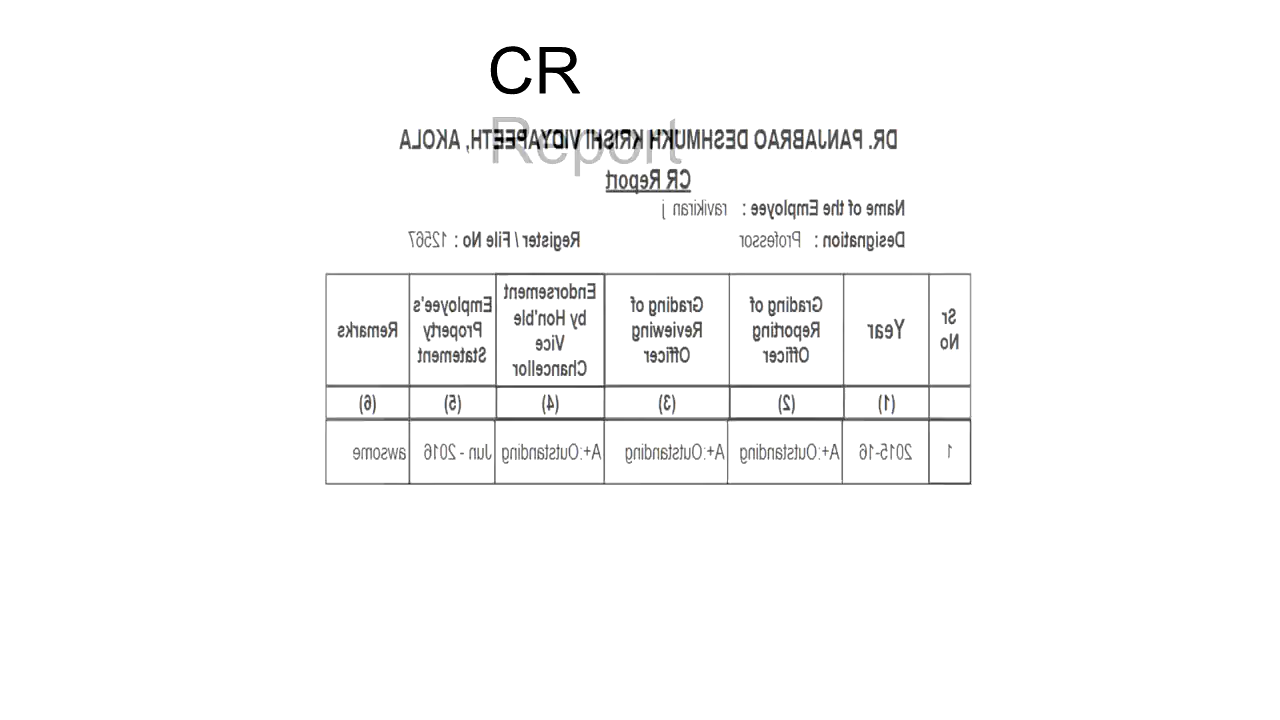 CR
Report
DR. PANJABRAO DESHMUKH KRISHI VIDYAPEETH, AKOLA
CR Report
Name of the Employee : ravikiran j
Designation : Professor Register / File No : 12567
Sr No Year Grading of Reporting Officer Grading of Reviewing Officer Endorsement by Hon'ble Vice Chancellor Employee's Property Statement Remarks
(1) (2) (3) (4) (5) (6)
1 2015-16 A+:Outstanding A+:Outstanding A+:Outstanding Jun - 2016 awsome